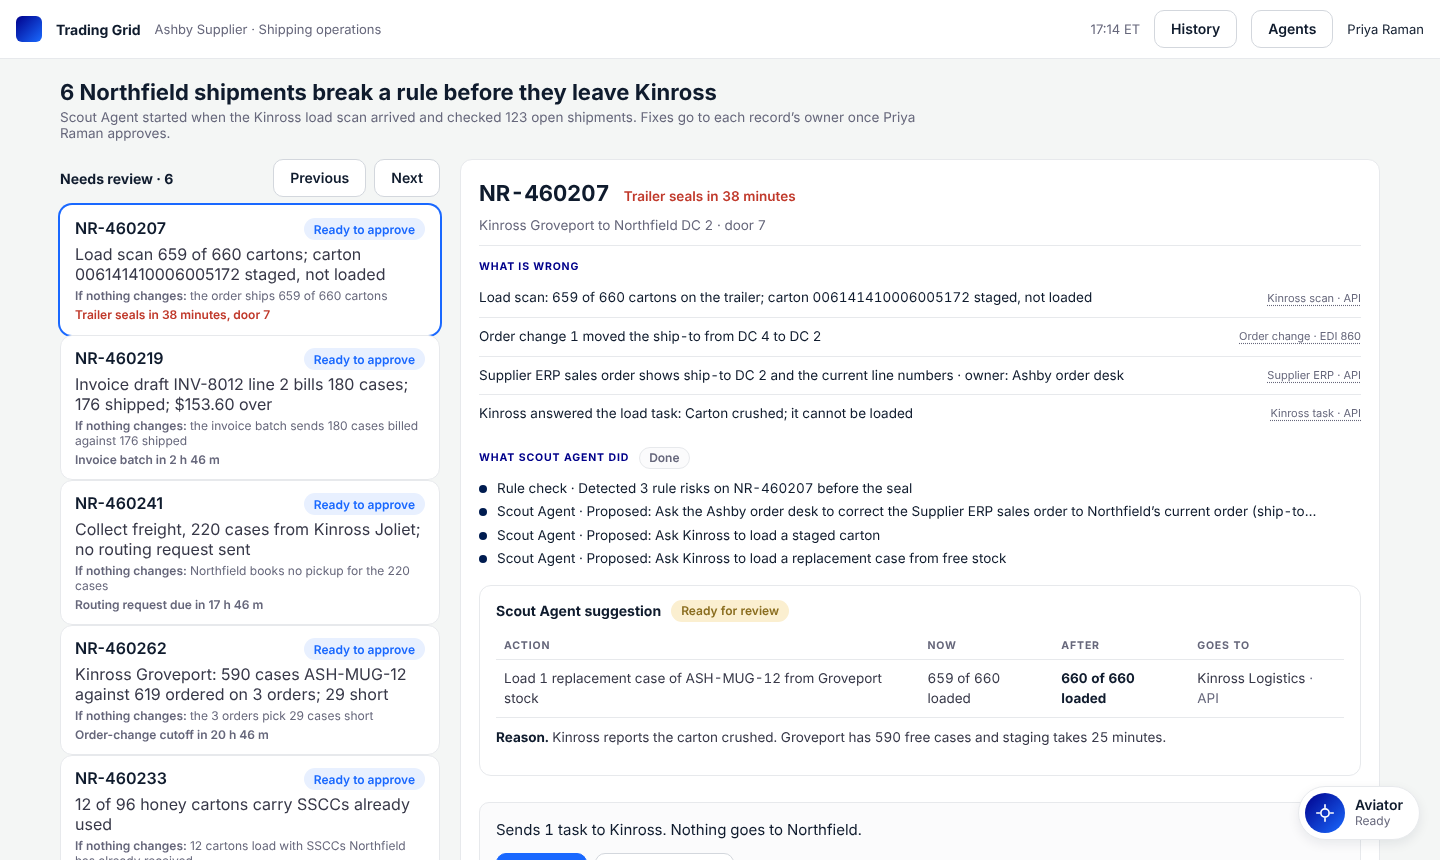 Trading Grid
Ashby Supplier · Shipping operations
17:14 ET
History
Agents
Priya Raman
6 Northfield shipments break a rule before they leave Kinross
Scout Agent started when the Kinross load scan arrived and checked 123 open shipments. Fixes go to each record's owner once Priya
Raman approves.
Needs review · 6
Previous
Next
NR-460207
Ready to approve
Load scan 659 of 660 cartons; carton
006141410006005172 staged, not loaded
If nothing changes: the order ships 659 of 660 cartons
Trailer seals in 38 minutes, door 7
NR-460219
Ready to approve
Invoice draft INV-8012 line 2 bills 180 cases;
176 shipped; $153.60 over
If nothing changes: the invoice batch sends 180 cases billed
against 176 shipped
Invoice batch in 2 h 46 m
NR-460241
Ready to approve
Collect freight, 220 cases from Kinross Joliet;
no routing request sent
If nothing changes: Northfield books no pickup for the 220
cases
Routing request due in 17 h 46 m
NR-460262
Ready to approve
Kinross Groveport: 590 cases ASH-MUG-12
against 619 ordered on 3 orders; 29 short
If nothing changes: the 3 orders pick 29 cases short
Order-change cutoff in 20 h 46 m
NR-460233
Ready to approve
12 of 96 honey cartons carry SSCCs already
used
If nothing changes: 12 cartons load with SSCCs Northfield
has already received
NR-460207
Trailer seals in 38 minutes
Kinross Groveport to Northfield DC 2 · door 7
WHAT IS WRONG
Load scan: 659 of 660 cartons on the trailer; carton 006141410006005172 staged, not loaded
Kinross scan · API
Order change 1 moved the ship-to from DC 4 to DC 2
Order change · EDI 860
Supplier ERP sales order shows ship-to DC 2 and the current line numbers · owner: Ashby order desk
Supplier ERP · API
Kinross answered the load task: Carton crushed; it cannot be loaded
Kinross task · API
WHAT SCOUT AGENT DID
Done
Rule check · Detected 3 rule risks on NR-460207 before the seal
Scout Agent · Proposed: Ask the Ashby order desk to correct the Supplier ERP sales order to Northfield's current order (ship-to...
Scout Agent · Proposed: Ask Kinross to load a staged carton
Scout Agent · Proposed: Ask Kinross to load a replacement case from free stock
Scout Agent suggestion
Ready for review
ACTION
NOW
AFTER
GOES TO
Load 1 replacement case of ASH-MUG-12 from Groveport
stock
659 of 660
loaded
660 of 660
loaded
Kinross Logistics ·
API
Reason. Kinross reports the carton crushed. Groveport has 590 free cases and staging takes 25 minutes.
Sends 1 task to Kinross. Nothing goes to Northfield.
Aviator
Ready